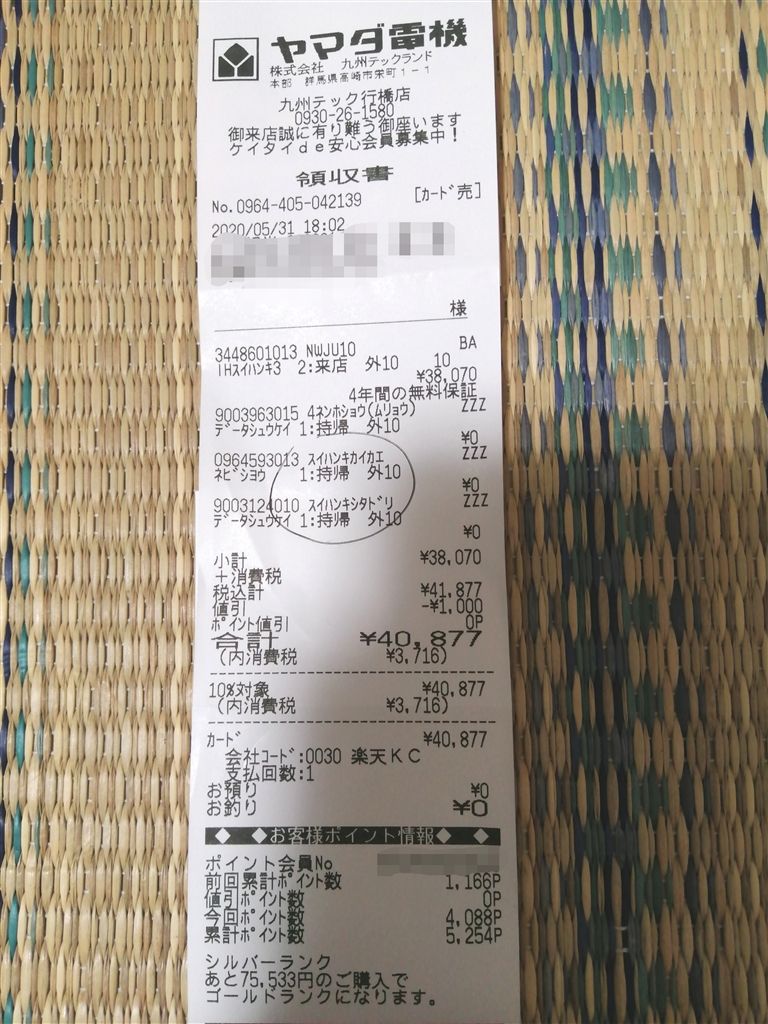 ヤマダ電機
株式会社 九州テックランド
本部 群馬県高崎市栄町1-1
九州テック行橋店
0930-26-1580
御来店誠に有り難う御座います
ケイタイde安心会員募集中!
領収書
No.0964-405-042139 [カード売]
2020/05/31 18:02
様
3448601013 NWJU10 BA
IHスイハンキ3 2:来店 外10 10
¥38,070
4年間の無料保証
9003963015 4ネンホショウ(ムリョウ) ZZZ
データシュウケイ 1:持帰 外10
¥0
0964593013 スイハンキカイカエ ZZZ
ネビショウ 1:持帰 外10
¥0
9003124010 スイハンキシタドリ ZZZ
データシュウケイ 1:持帰 外10
¥0
小計 ¥38,070
+消費税
税込計 ¥41,877
値引 -¥1,000
ポイント値引 0P
合計 ¥40,877
(内消費税 ¥3,716)
10%対象 ¥40,877
(内消費税 ¥3,716)
カード ¥40,877
会社コード:0030 楽天KC
支払回数:1
お預り ¥0
お釣り ¥0
◆ ◆お客様ポイント情報◆ ◆
ポイント会員No
前回累計ポイント数 1,166P
値引ポイント数 0P
今回ポイント数 4,088P
累計ポイント数 5,254P
シルバーランク
あと75,533円のご購入で
ゴールドランクになります。